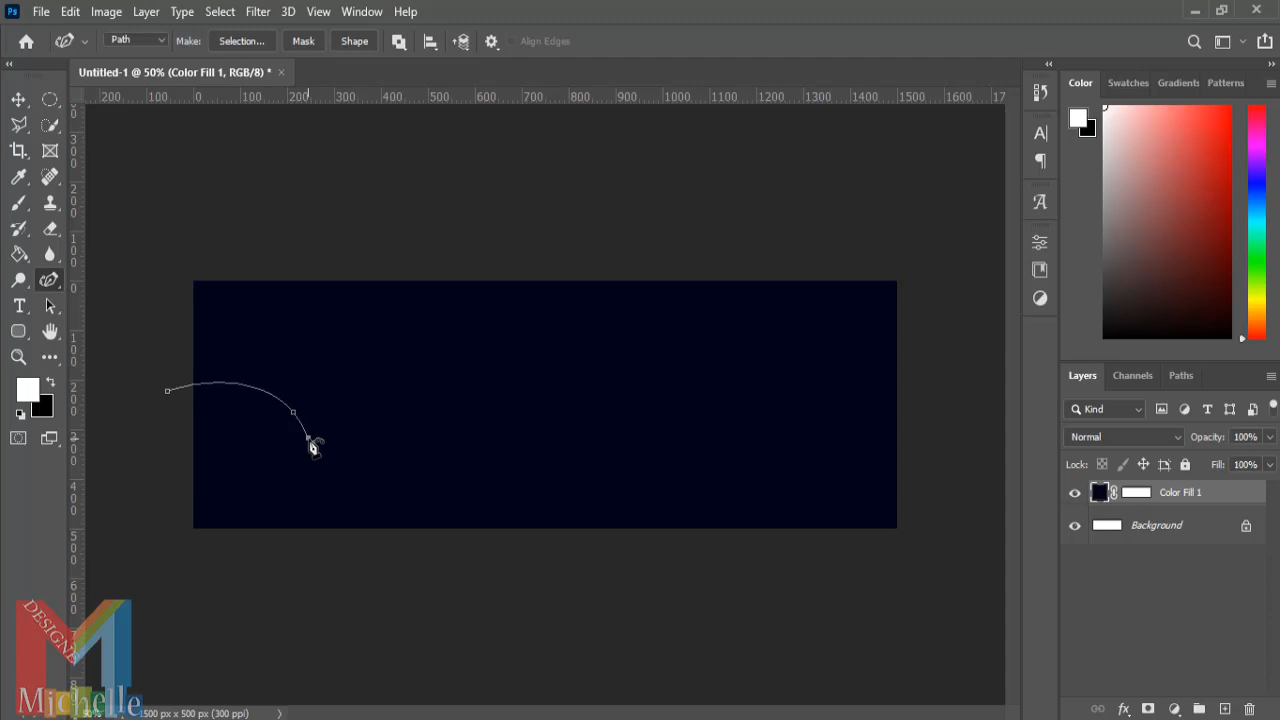 Ps File Edit Image Layer Type Select Filter 3D View Window Help
Path Make: Selection... Mask Shape Align Edges
Untitled-1 @ 50% (Color Fill 1, RGB/8) * ×
200 100 0 100 200 300 400 500 600 700 800 900 1000 1100 1200 1300 1400 1500 1600 17
Color Swatches Gradients Patterns
Layers Channels Paths
Kind
Normal Opacity: 100%
Lock: Fill: 100%
Color Fill 1
Background
DESIGNE
Michelle
1500 px x 500 px (300 ppi)